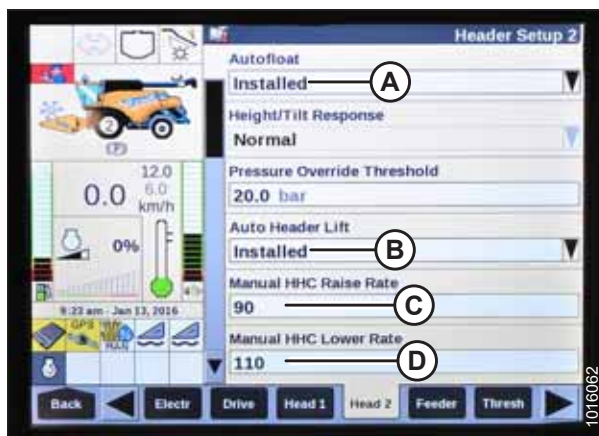 Header Setup 2
Autofloat
Installed
A
Height/Tilt Response
Normal
Pressure Override Threshold
20.0 bar
Auto Header Lift
Installed
B
Manual HHC Raise Rate
90
C
Manual HHC Lower Rate
110
D
2
(P)
12.0
6.0
0.0
km/h
0%
9:23 am - Jan 13, 2016
GPS
MAN
Back
Electr
Drive
Head 1
Head 2
Feeder
Thresh
1016062